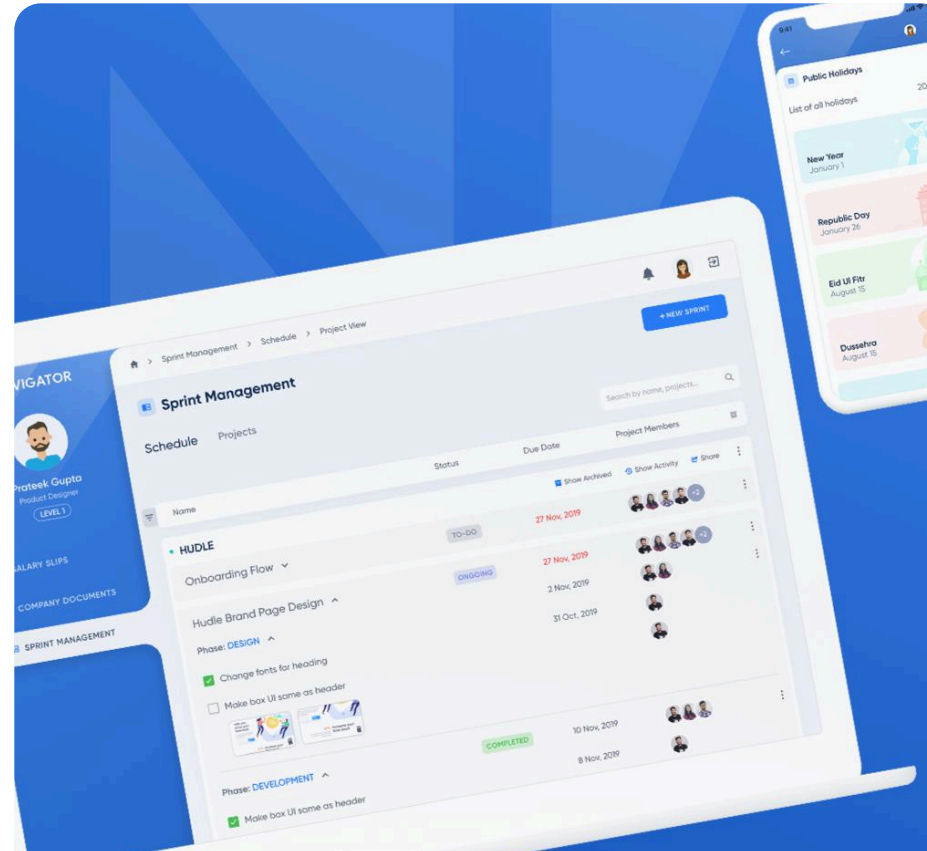 9:41
Public Holidays
List of all holidays
20
New Year
January 1
Republic Day
January 26
Eid Ul Fitr
August 15
Dussehra
August 15
> Sprint Management > Schedule > Project View
+ NEW SPRINT
VIGATOR
Sprint Management
Search by name, projects...
Schedule Projects
Prateek Gupta
Product Designer
LEVEL 1
Name Status Due Date Project Members
Show Archived Show Activity Share
HUDLE
Onboarding Flow TO-DO 27 Nov, 2019 +2
Hudle Brand Page Design ONGOING 27 Nov, 2019 +2
Phase: DESIGN 2 Nov, 2019
Change fonts for heading 31 Oct, 2019
Make box UI same as header
Phase: DEVELOPMENT COMPLETED 10 Nov, 2019
Make box UI same as header 8 Nov, 2019
SALARY SLIPS
COMPANY DOCUMENTS
SPRINT MANAGEMENT